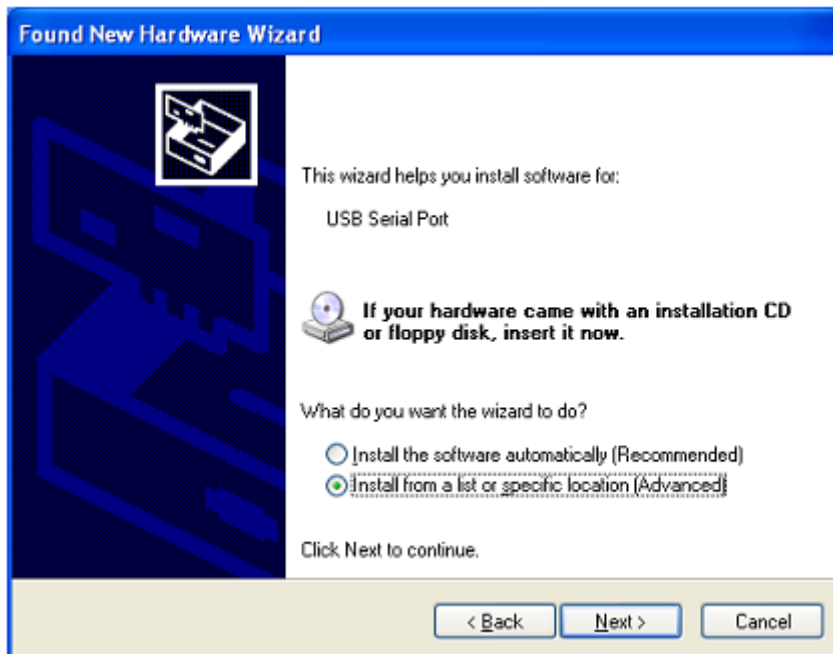 Found New Hardware Wizard
This wizard helps you install software for:
USB Serial Port
If your hardware came with an installation CD
or floppy disk, insert it now.
What do you want the wizard to do?
Install the software automatically (Recommended)
Install from a list or specific location (Advanced)
Click Next to continue.
< Back
Next >
Cancel